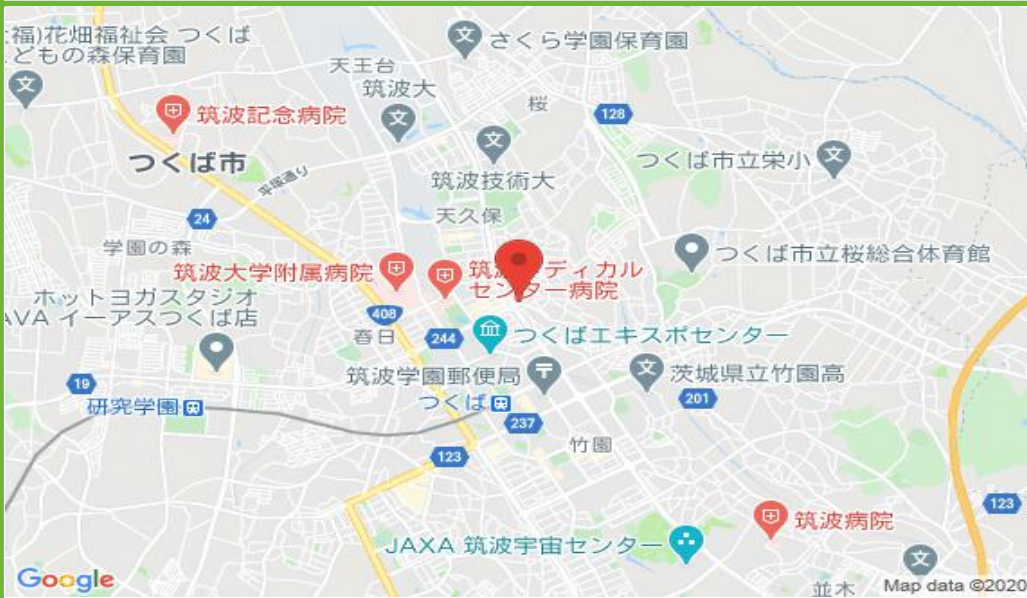 福)花畑福祉会 つくば
どもの森保育園
さくら学園保育園
天王台
筑波大
桜
128
筑波記念病院
つくば市
平塚通り
筑波技術大
つくば市立栄小
24
天久保
学園の森
つくば市立桜総合体育館
筑波大学附属病院
筑
ディカル
センター病院
ホットヨガスタジオ
AVA イーアスつくば店
408
春日
244
つくばエキスポセンター
筑波学園郵便局
茨城県立竹園高
19
研究学園
つくば
201
237
竹園
123
123
筑波病院
JAXA 筑波宇宙センター
並木
Google
Map data ©2020